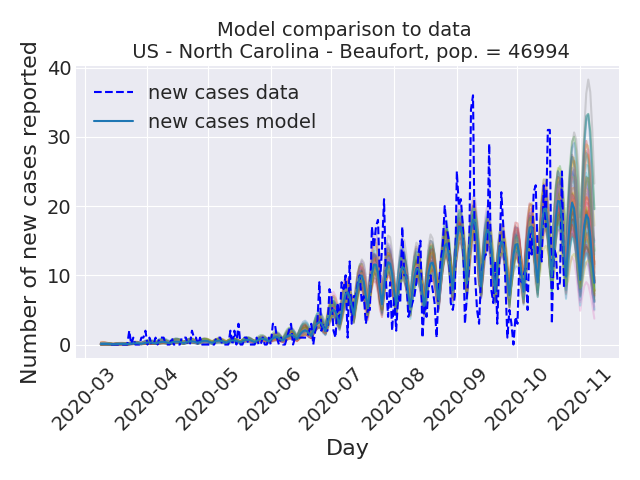 Model comparison to data
US - North Carolina - Beaufort, pop. = 46994
Number of new cases reported
40
30
20
10
0
new cases data
new cases model
2020-03
2020-04
2020-05
2020-06
2020-07
2020-08
2020-09
2020-10
2020-11
Day